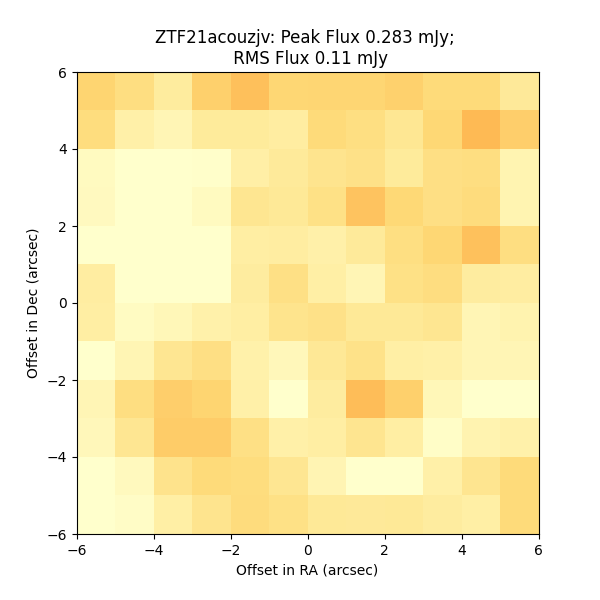 ZTF21acouzjv: Peak Flux 0.283 mJy;
RMS Flux 0.11 mJy
6
4
2
0
−2
−4
−6
Offset in Dec (arcsec)
−6 −4 −2 0 2 4 6
Offset in RA (arcsec)